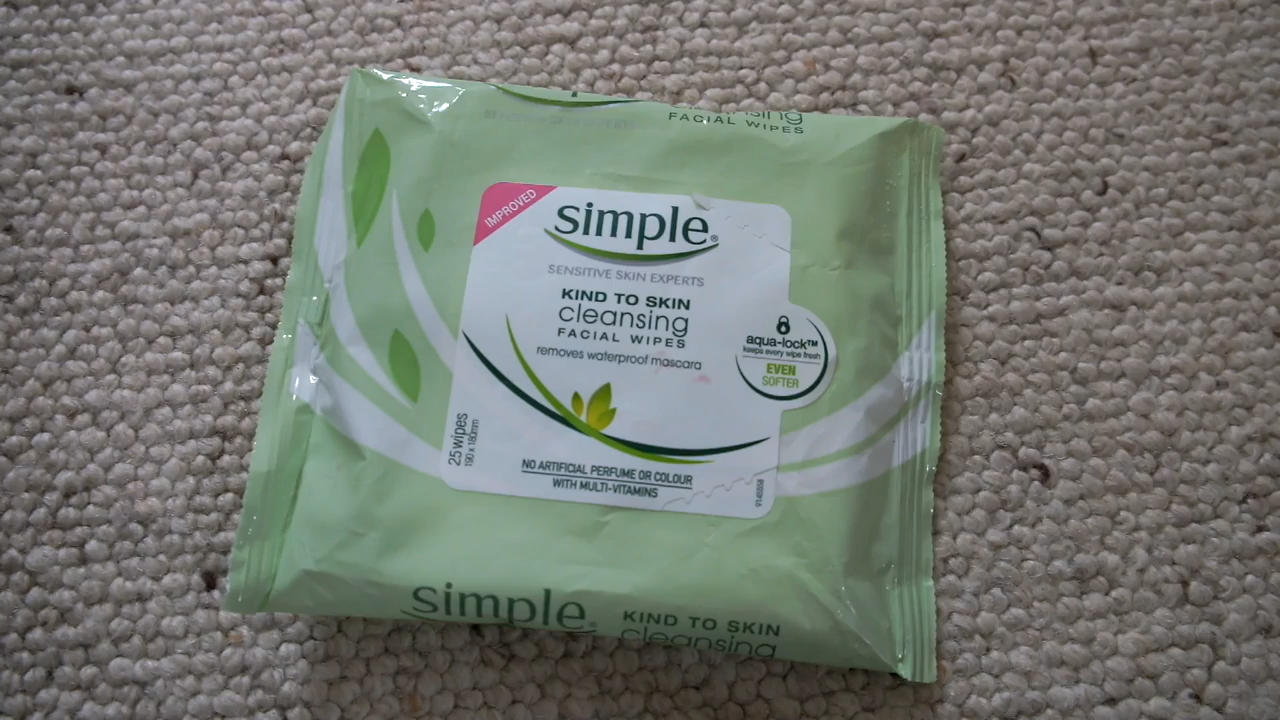 FACIAL WIPES
IMPROVED
simple®
SENSITIVE SKIN EXPERTS
KIND TO SKIN
cleansing
FACIAL WIPES
removes waterproof mascara
aqua-lock™
keeps every wipe fresh
EVEN
SOFTER
25 wipes
190 x 180mm
NO ARTIFICIAL PERFUME OR COLOUR
WITH MULTI-VITAMINS
simple®
KIND TO SKIN
cleansing